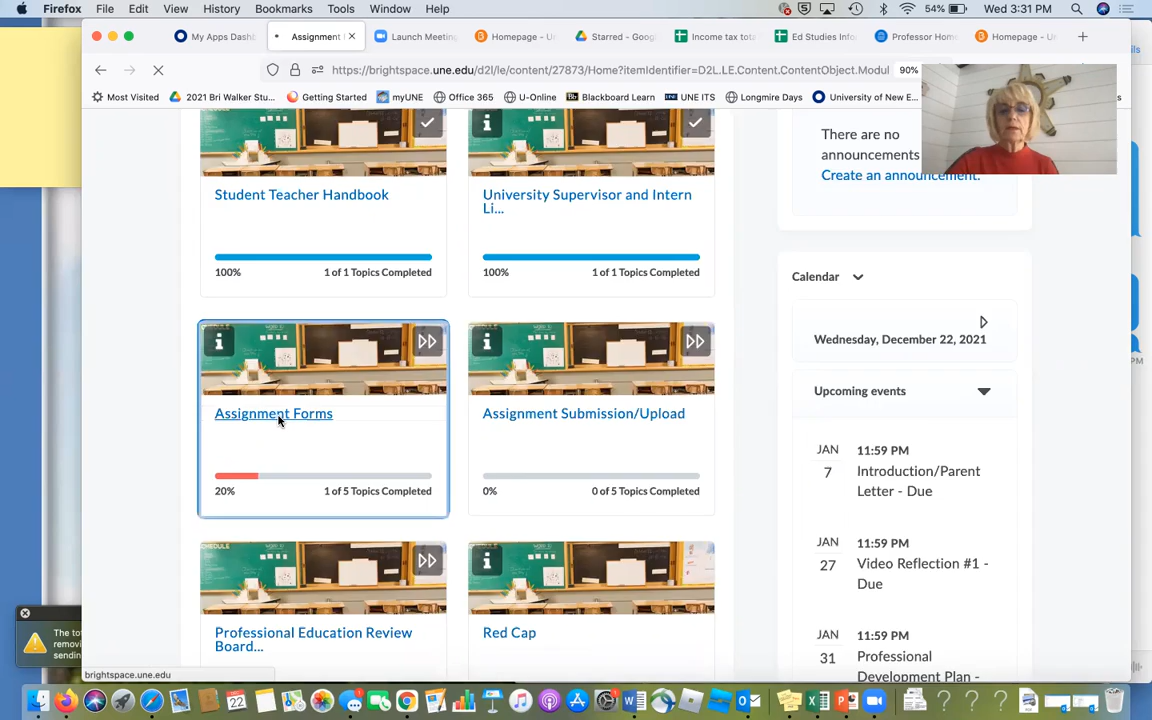 Firefox File Edit View History Bookmarks Tools Window Help
54% Wed 3:31 PM
My Apps Dash
Assignment
Launch Meeting
Homepage - U
Starred - Goog
Income tax tot
Ed Studies Info
Professor Hom
Homepage - U
https://brightspace.une.edu/d2l/le/content/27873/Home?itemIdentifier=D2L.LE.Content.ContentObject.Modul
90%
Most Visited
2021 Bri Walker Stu...
Getting Started
myUNE
Office 365
U-Online
Blackboard Learn
UNE ITS
Longmire Days
University of New E...
Student Teacher Handbook
100% 1 of 1 Topics Completed
University Supervisor and Intern
Li...
100% 1 of 1 Topics Completed
Assignment Forms
20% 1 of 5 Topics Completed
Assignment Submission/Upload
0% 0 of 5 Topics Completed
Professional Education Review
Board...
Red Cap
There are no
announcements
Create an announcement.
Calendar
Wednesday, December 22, 2021
Upcoming events
JAN
7
11:59 PM
Introduction/Parent
Letter - Due
JAN
27
11:59 PM
Video Reflection #1 -
Due
JAN
31
11:59 PM
Professional
Development Plan -
The to
removi
sendin
brightspace.une.edu
22